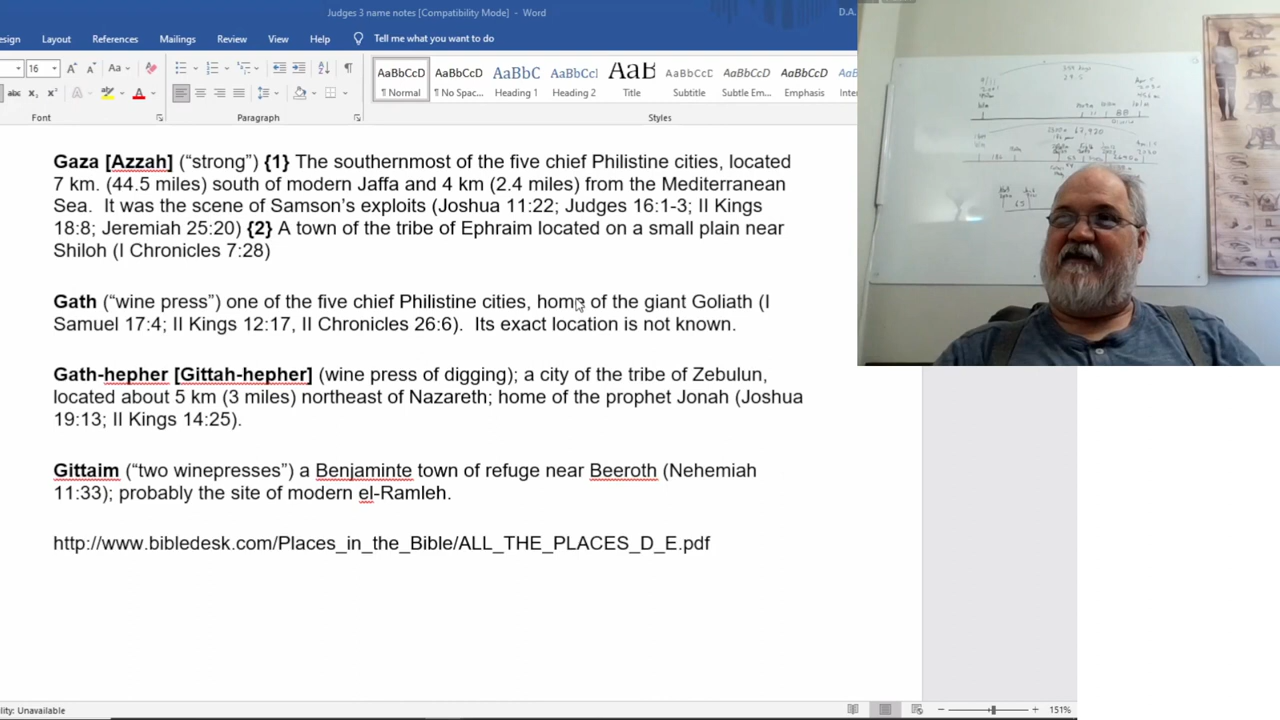 Judges 3 name notes [Compatibility Mode] - Word
D.A.
esign Layout References Mailings Review View Help Tell me what you want to do
16 Aa
abc x₂ x² A A
AaBbCcD AaBbCcD AaBbC AaBbCc AaB AaBbCcD AaBbCcD AaBbCcD AaBb
¶ Normal ¶ No Spac... Heading 1 Heading 2 Title Subtitle Subtle Em... Emphasis Inter
Font Paragraph Styles
Gaza [Azzah] (“strong”) {1} The southernmost of the five chief Philistine cities, located
7 km. (44.5 miles) south of modern Jaffa and 4 km (2.4 miles) from the Mediterranean
Sea. It was the scene of Samson’s exploits (Joshua 11:22; Judges 16:1-3; II Kings
18:8; Jeremiah 25:20) {2} A town of the tribe of Ephraim located on a small plain near
Shiloh (I Chronicles 7:28)
Gath (“wine press”) one of the five chief Philistine cities, home of the giant Goliath (I
Samuel 17:4; II Kings 12:17, II Chronicles 26:6). Its exact location is not known.
Gath-hepher [Gittah-hepher] (wine press of digging); a city of the tribe of Zebulun,
located about 5 km (3 miles) northeast of Nazareth; home of the prophet Jonah (Joshua
19:13; II Kings 14:25).
Gittaim (“two winepresses”) a Benjaminte town of refuge near Beeroth (Nehemiah
11:33); probably the site of modern el-Ramleh.
http://www.bibledesk.com/Places_in_the_Bible/ALL_THE_PLACES_D_E.pdf
ility: Unavailable
151%